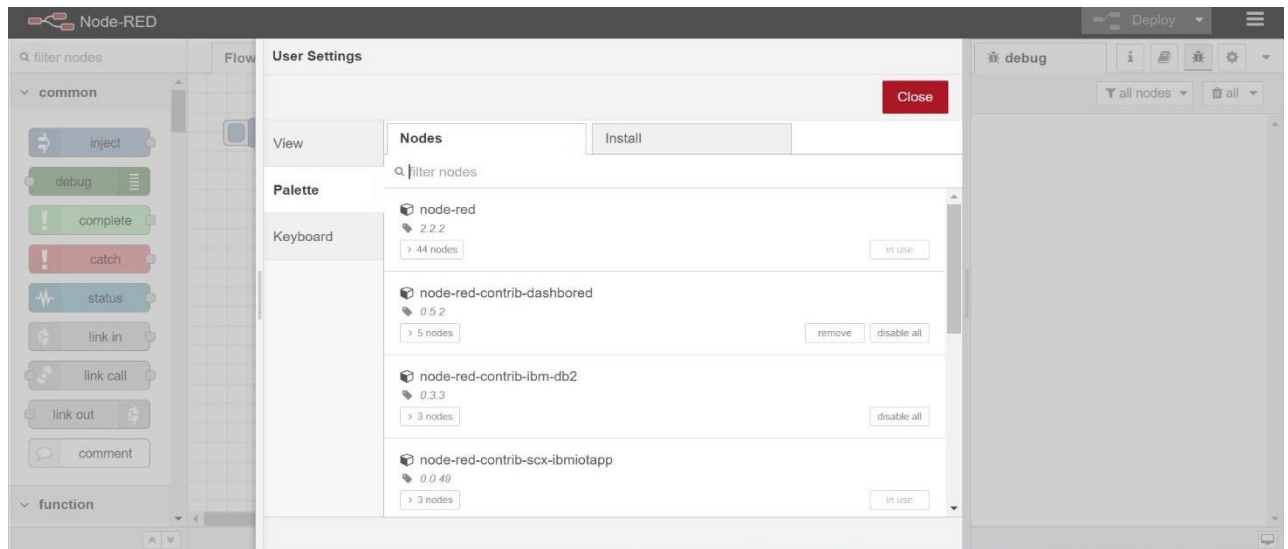 Node-RED
Deploy
filter nodes
common
inject
debug
complete
catch
status
link in
link call
link out
comment
function
Flow
User Settings
Close
View
Palette
Keyboard
Nodes
Install
filter nodes
node-red
2.2.2
> 44 nodes
in use
node-red-contrib-dashbored
0.5.2
> 5 nodes
remove
disable all
node-red-contrib-ibm-db2
0.3.3
> 3 nodes
disable all
node-red-contrib-scx-ibmiotapp
0.0.49
> 3 nodes
in use
debug
i
all nodes
all